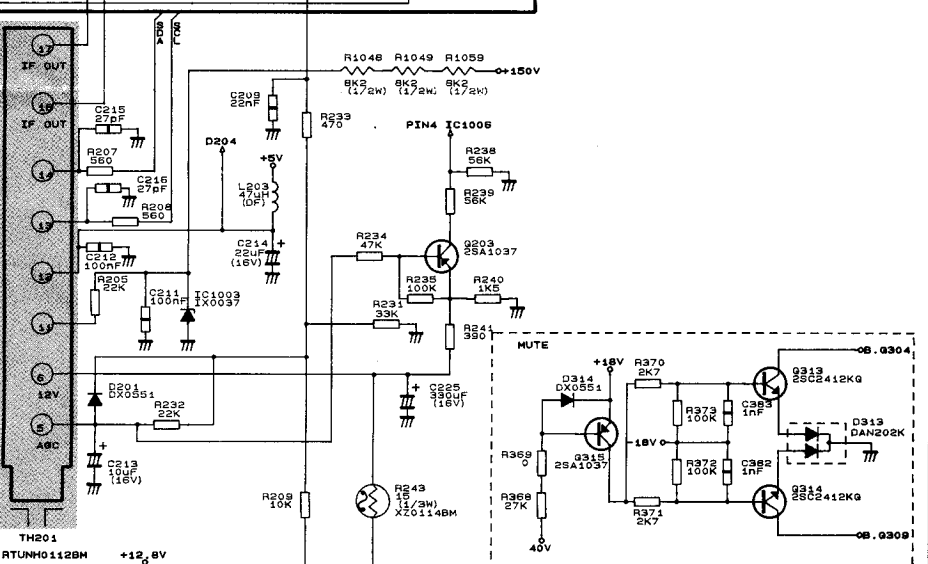 SDA
SCL
17
IF OUT
16
IF OUT
C215
27pF
R207
560
14
C216
27pF
R208
560
13
C212
100nF
12
R205
22K
11
C211
100nF
IC1003
IX0037
6
12V
D201
DX0551
R232
22K
5
AGC
C213
10uF
(16V)
TH201
RTUNH0112BM
+12,8V
R1048
8K2
(1/2W)
R1049
8K2
(1/2W)
R1059
8K2
(1/2W)
+150V
C209
22nF
R233
470
D204
+5V
L203
47uH
(DF)
C214
22uF
(16V)
PIN4 IC1006
R238
56K
R239
56K
R234
47K
Q203
2SA1037
R235
100K
R240
1K5
R231
33K
R241
390
C225
330uF
(16V)
R209
10K
R243
15
(1/3W)
XZ0114BM
MUTE
+18V
D314
DX0551
Q315
2SA1037
R369
0
R368
27K
40V
R370
2K7
R373
100K
C383
1nF
-18V
R372
100K
C382
1nF
R371
2K7
Q313
2SC2412KQ
B.Q304
D313
DAN202K
Q314
2SC2412KQ
B.Q309